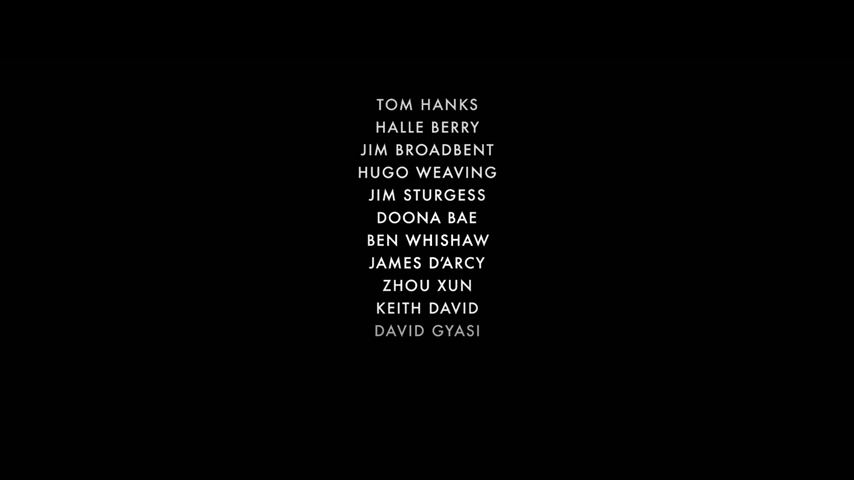 TOM HANKS
HALLE BERRY
JIM BROADBENT
HUGO WEAVING
JIM STURGESS
DOONA BAE
BEN WHISHAW
JAMES D’ARCY
ZHOU XUN
KEITH DAVID
DAVID GYASI